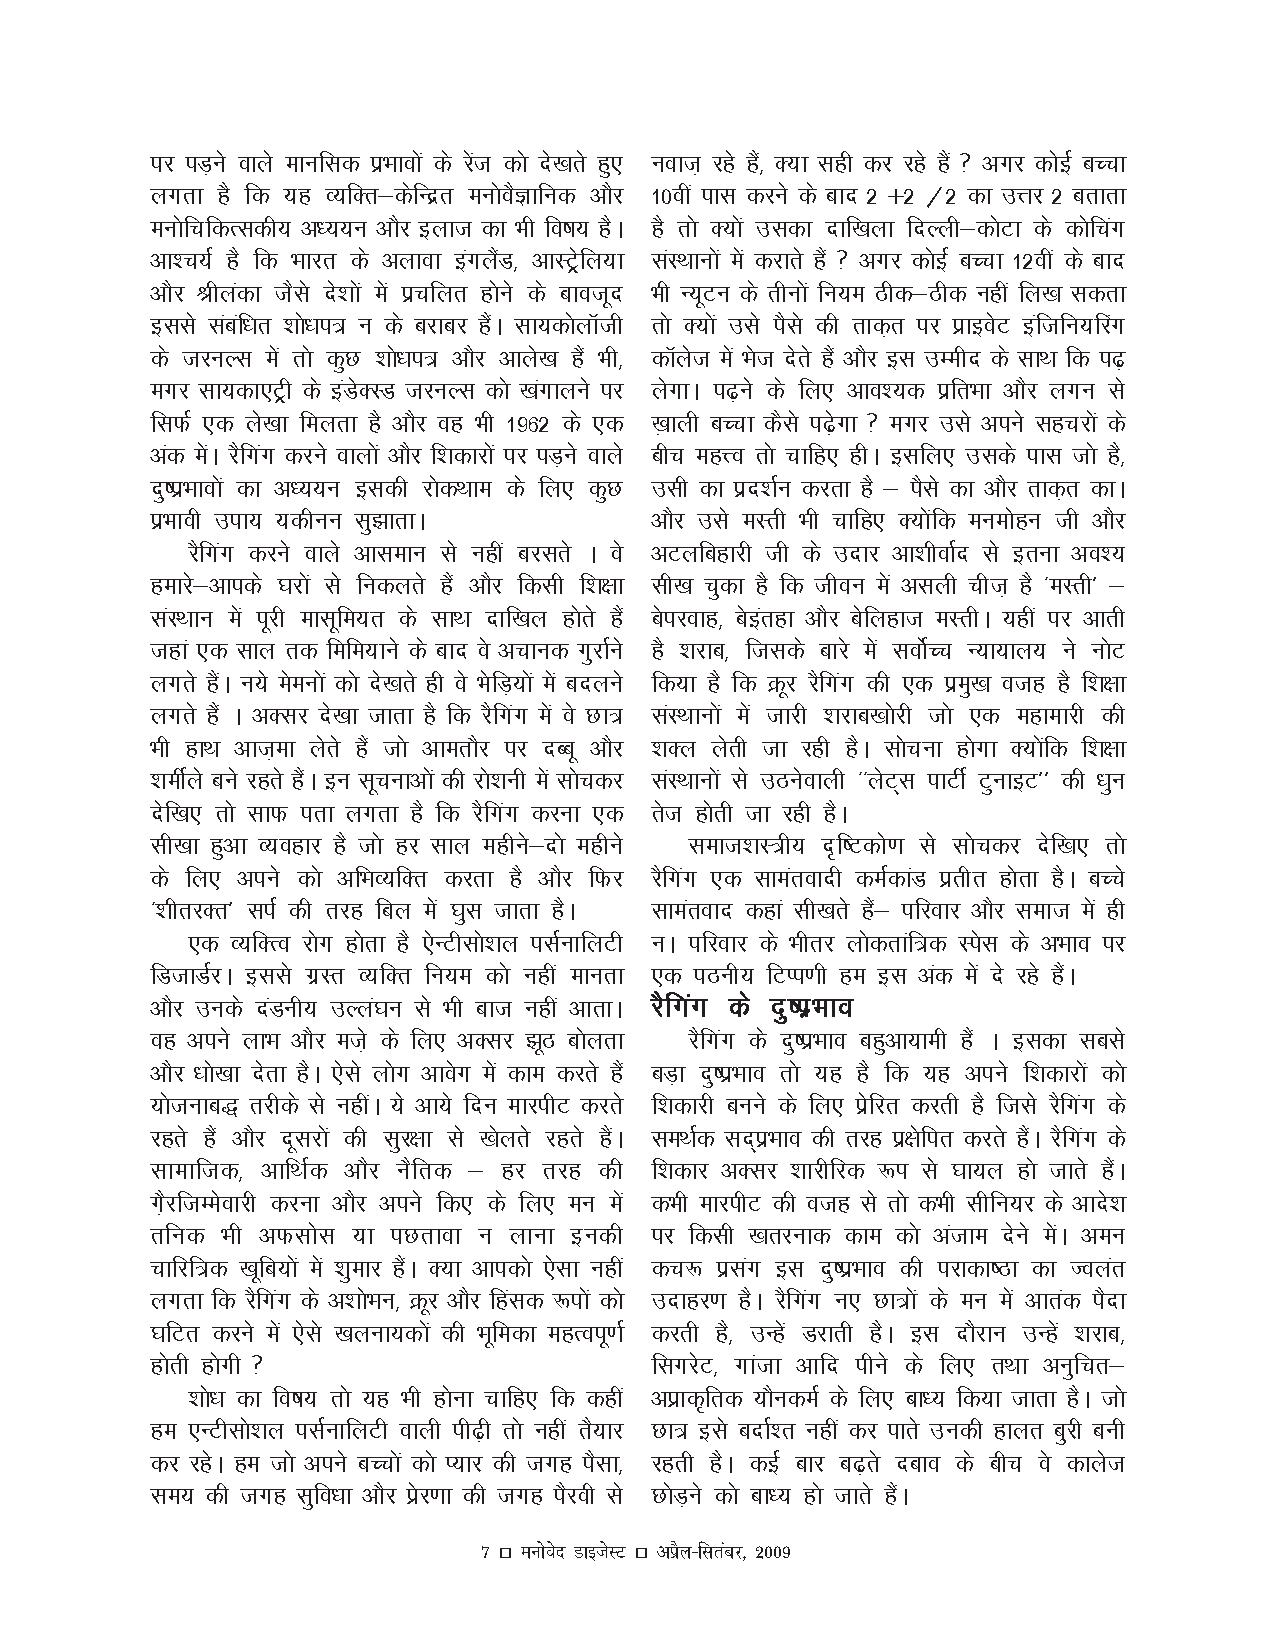 पर पड़ने वाले मानसिक प्रभावों के रेंज को देखते हुए
लगता है कि यह व्यक्ति–केन्द्रित मनोवैज्ञानिक और
मनोचिकित्सकीय अध्ययन और इलाज का भी विषय है।
आश्चर्य है कि भारत के अलावा इंगलैंड, आस्ट्रेलिया
और श्रीलंका जैसे देशों में प्रचलित होने के बावजूद
इससे संबंधित शोधपत्र न के बराबर हैं। सायकोलॉजी
के जरनल्स में तो कुछ शोधपत्र और आलेख हैं भी,
मगर सायकाएट्री के इंडेक्स्ड जरनल्स को खंगालने पर
सिर्फ एक लेखा मिलता है और वह भी 1962 के एक
अंक में। रैगिंग करने वालों और शिकारों पर पड़ने वाले
दुष्प्रभावों का अध्ययन इसकी रोकथाम के लिए कुछ
प्रभावी उपाय यकीनन सुझाता।
रैगिंग करने वाले आसमान से नहीं बरसते । वे
हमारे–आपके घरों से निकलते हैं और किसी शिक्षा
संस्थान में पूरी मासूमियत के साथ दाखिल होते हैं
जहां एक साल तक मिमियाने के बाद वे अचानक गुर्राने
लगते हैं। नये मेमनों को देखते ही वे भेड़ियों में बदलने
लगते हैं । अक्सर देखा जाता है कि रैगिंग में वे छात्र
भी हाथ आज़मा लेते हैं जो आमतौर पर दब्बू और
शर्मीले बने रहते हैं। इन सूचनाओं की रोशनी में सोचकर
देखिए तो साफ पता लगता है कि रैगिंग करना एक
सीखा हुआ व्यवहार है जो हर साल महीने–दो महीने
के लिए अपने को अभिव्यक्ति करता है और फिर
'शीतरक्त' सर्प की तरह बिल में घुस जाता है।
एक व्यक्तित्व रोग होता है ऐन्टीसोशल पर्सनालिटी
डिजार्डर। इससे ग्रस्त व्यक्ति नियम को नहीं मानता
और उनके दंडनीय उल्लंघन से भी बाज नहीं आता।
वह अपने लाभ और मज़े के लिए अक्सर झूठ बोलता
और धोखा देता है। ऐसे लोग आवेग में काम करते हैं
योजनाबद्ध तरीके से नहीं। ये आये दिन मारपीट करते
रहते हैं और दूसरों की सुरक्षा से खेलते रहते हैं।
सामाजिक, आर्थिक और नैतिक – हर तरह की
ग़ैरजिम्मेवारी करना और अपने किए के लिए मन में
तनिक भी अफसोस या पछतावा न लाना इनकी
चारित्रिक खूबियों में शुमार हैं। क्या आपको ऐसा नहीं
लगता कि रैगिंग के अशोभन, क्रूर और हिंसक रूपों को
घटित करने में ऐसे खलनायकों की भूमिका महत्वपूर्ण
होती होगी ?
शोध का विषय तो यह भी होना चाहिए कि कहीं
हम एन्टीसोशल पर्सनालिटी वाली पीढ़ी तो नहीं तैयार
कर रहे। हम जो अपने बच्चों को प्यार की जगह पैसा,
समय की जगह सुविधा और प्रेरणा की जगह पैरवी से
नवाज़ रहे हैं, क्या सही कर रहे हैं ? अगर कोई बच्चा
10वीं पास करने के बाद 2 +2 /2 का उत्तर 2 बताता
है तो क्यों उसका दाखिला दिल्ली–कोटा के कोचिंग
संस्थानों में कराते हैं ? अगर कोई बच्चा 12वीं के बाद
भी न्यूटन के तीनों नियम ठीक–ठीक नहीं लिख सकता
तो क्यों उसे पैसे की ताक़त पर प्राइवेट इंजिनियरिंग
कॉलेज में भेज देते हैं और इस उम्मीद के साथ कि पढ़
लेगा। पढ़ने के लिए आवश्यक प्रतिभा और लगन से
ख़ाली बच्चा कैसे पढ़ेगा ? मगर उसे अपने सहचरों के
बीच महत्त्व तो चाहिए ही। इसलिए उसके पास जो है,
उसी का प्रदर्शन करता है – पैसे का और ताक़त का।
और उसे मस्ती भी चाहिए क्योंकि मनमोहन जी और
अटलबिहारी जी के उदार आशीर्वाद से इतना अवश्य
सीख चुका है कि जीवन में असली चीज़ है 'मस्ती' –
बेपरवाह, बेइंतहा और बेलिहाज मस्ती। यहीं पर आती
है शराब, जिसके बारे में सर्वोच्च न्यायालय ने नोट
किया है कि क्रूर रैगिंग की एक प्रमुख वजह है शिक्षा
संस्थानों में जारी शराबखोरी जो एक महामारी की
शक्ल लेती जा रही है। सोचना होगा क्योंकि शिक्षा
संस्थानों से उठनेवाली "लेट्स पार्टी टुनाइट" की धुन
तेज होती जा रही है।
समाजशास्त्रीय दृष्टिकोण से सोचकर देखिए तो
रैगिंग एक सामंतवादी कर्मकांड प्रतीत होता है। बच्चे
सामंतवाद कहां सीखते हैं– परिवार और समाज में ही
न। परिवार के भीतर लोकतांत्रिक स्पेस के अभाव पर
एक पठनीय टिप्पणी हम इस अंक में दे रहे हैं।
रैगिंग के दुष्प्रभाव
रैगिंग के दुष्प्रभाव बहुआयामी हैं । इसका सबसे
बड़ा दुष्प्रभाव तो यह है कि यह अपने शिकारों को
शिकारी बनने के लिए प्रेरित करती है जिसे रैगिंग के
समर्थक सद्प्रभाव की तरह प्रक्षेपित करते हैं। रैगिंग के
शिकार अक्सर शारीरिक रूप से घायल हो जाते हैं।
कभी मारपीट की वजह से तो कभी सीनियर के आदेश
पर किसी खतरनाक काम को अंजाम देने में। अमन
कचरू प्रसंग इस दुष्प्रभाव की पराकाष्ठा का ज्वलंत
उदाहरण है। रैगिंग नए छात्रों के मन में आतंक पैदा
करती है, उन्हें डराती है। इस दौरान उन्हें शराब,
सिगरेट, गांजा आदि पीने के लिए तथा अनुचित–
अप्राकृतिक यौनकर्म के लिए बाध्य किया जाता है। जो
छात्र इसे बर्दाश्त नहीं कर पाते उनकी हालत बुरी बनी
रहती है। कई बार बढ़ते दबाव के बीच वे कालेज
छोड़ने को बाध्य हो जाते हैं।
7 □ मनोवेद डाइजेस्ट □ अप्रैल-सितंबर, 2009